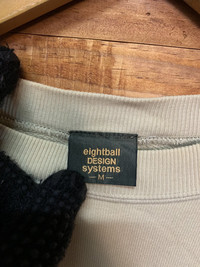 eightball
DESIGN
systems
-M-